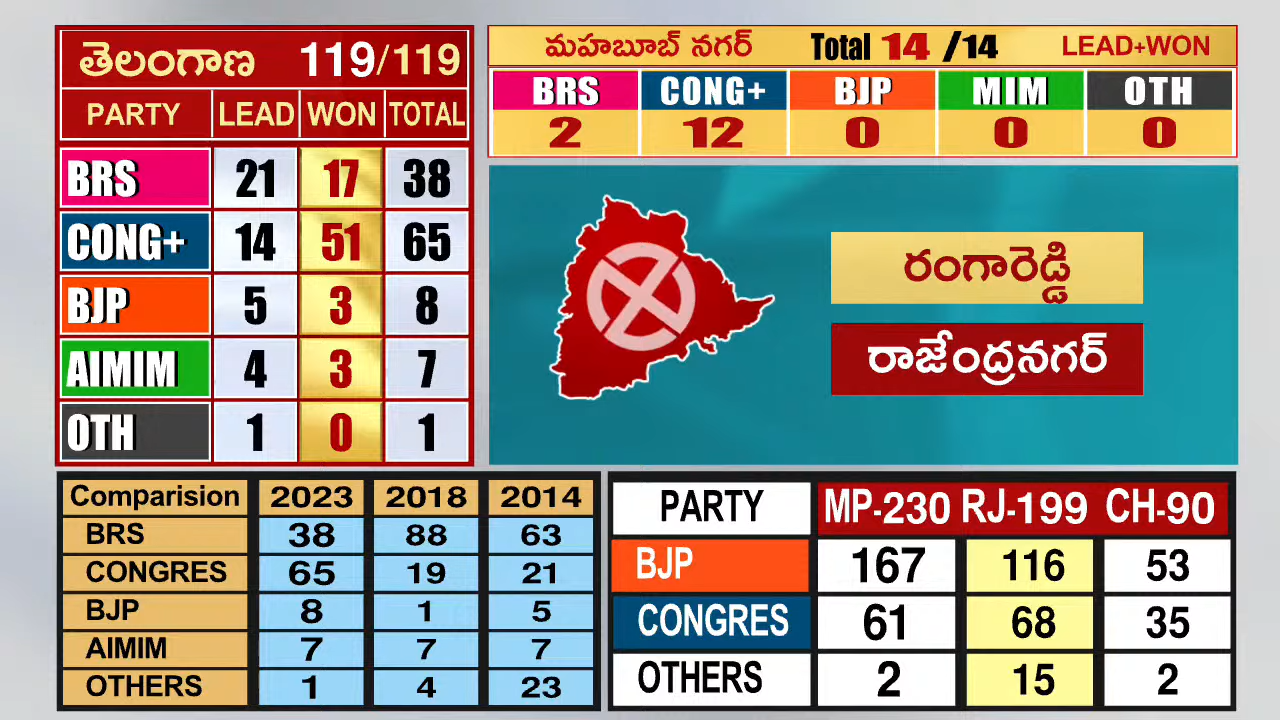 తెలంగాణ 119/119
PARTY LEAD WON TOTAL
BRS 21 17 38
CONG+ 14 51 65
BJP 5 3 8
AIMIM 4 3 7
OTH 1 0 1
మహబూబ్ నగర్ Total 14 /14 LEAD+WON
BRS CONG+ BJP MIM OTH
2 12 0 0 0
రంగారెడ్డి
రాజేంద్రనగర్
Comparision 2023 2018 2014
BRS 38 88 63
CONGRES 65 19 21
BJP 8 1 5
AIMIM 7 7 7
OTHERS 1 4 23
PARTY MP-230 RJ-199 CH-90
BJP 167 116 53
CONGRES 61 68 35
OTHERS 2 15 2